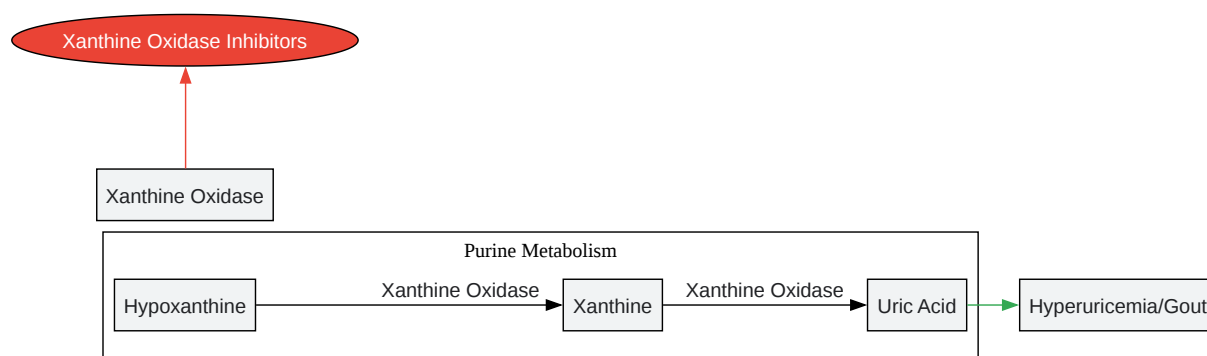 Xanthine Oxidase Inhibitors
Xanthine Oxidase
Purine Metabolism
Hypoxanthine
Xanthine Oxidase
Xanthine
Xanthine Oxidase
Uric Acid
Hyperuricemia/Gout